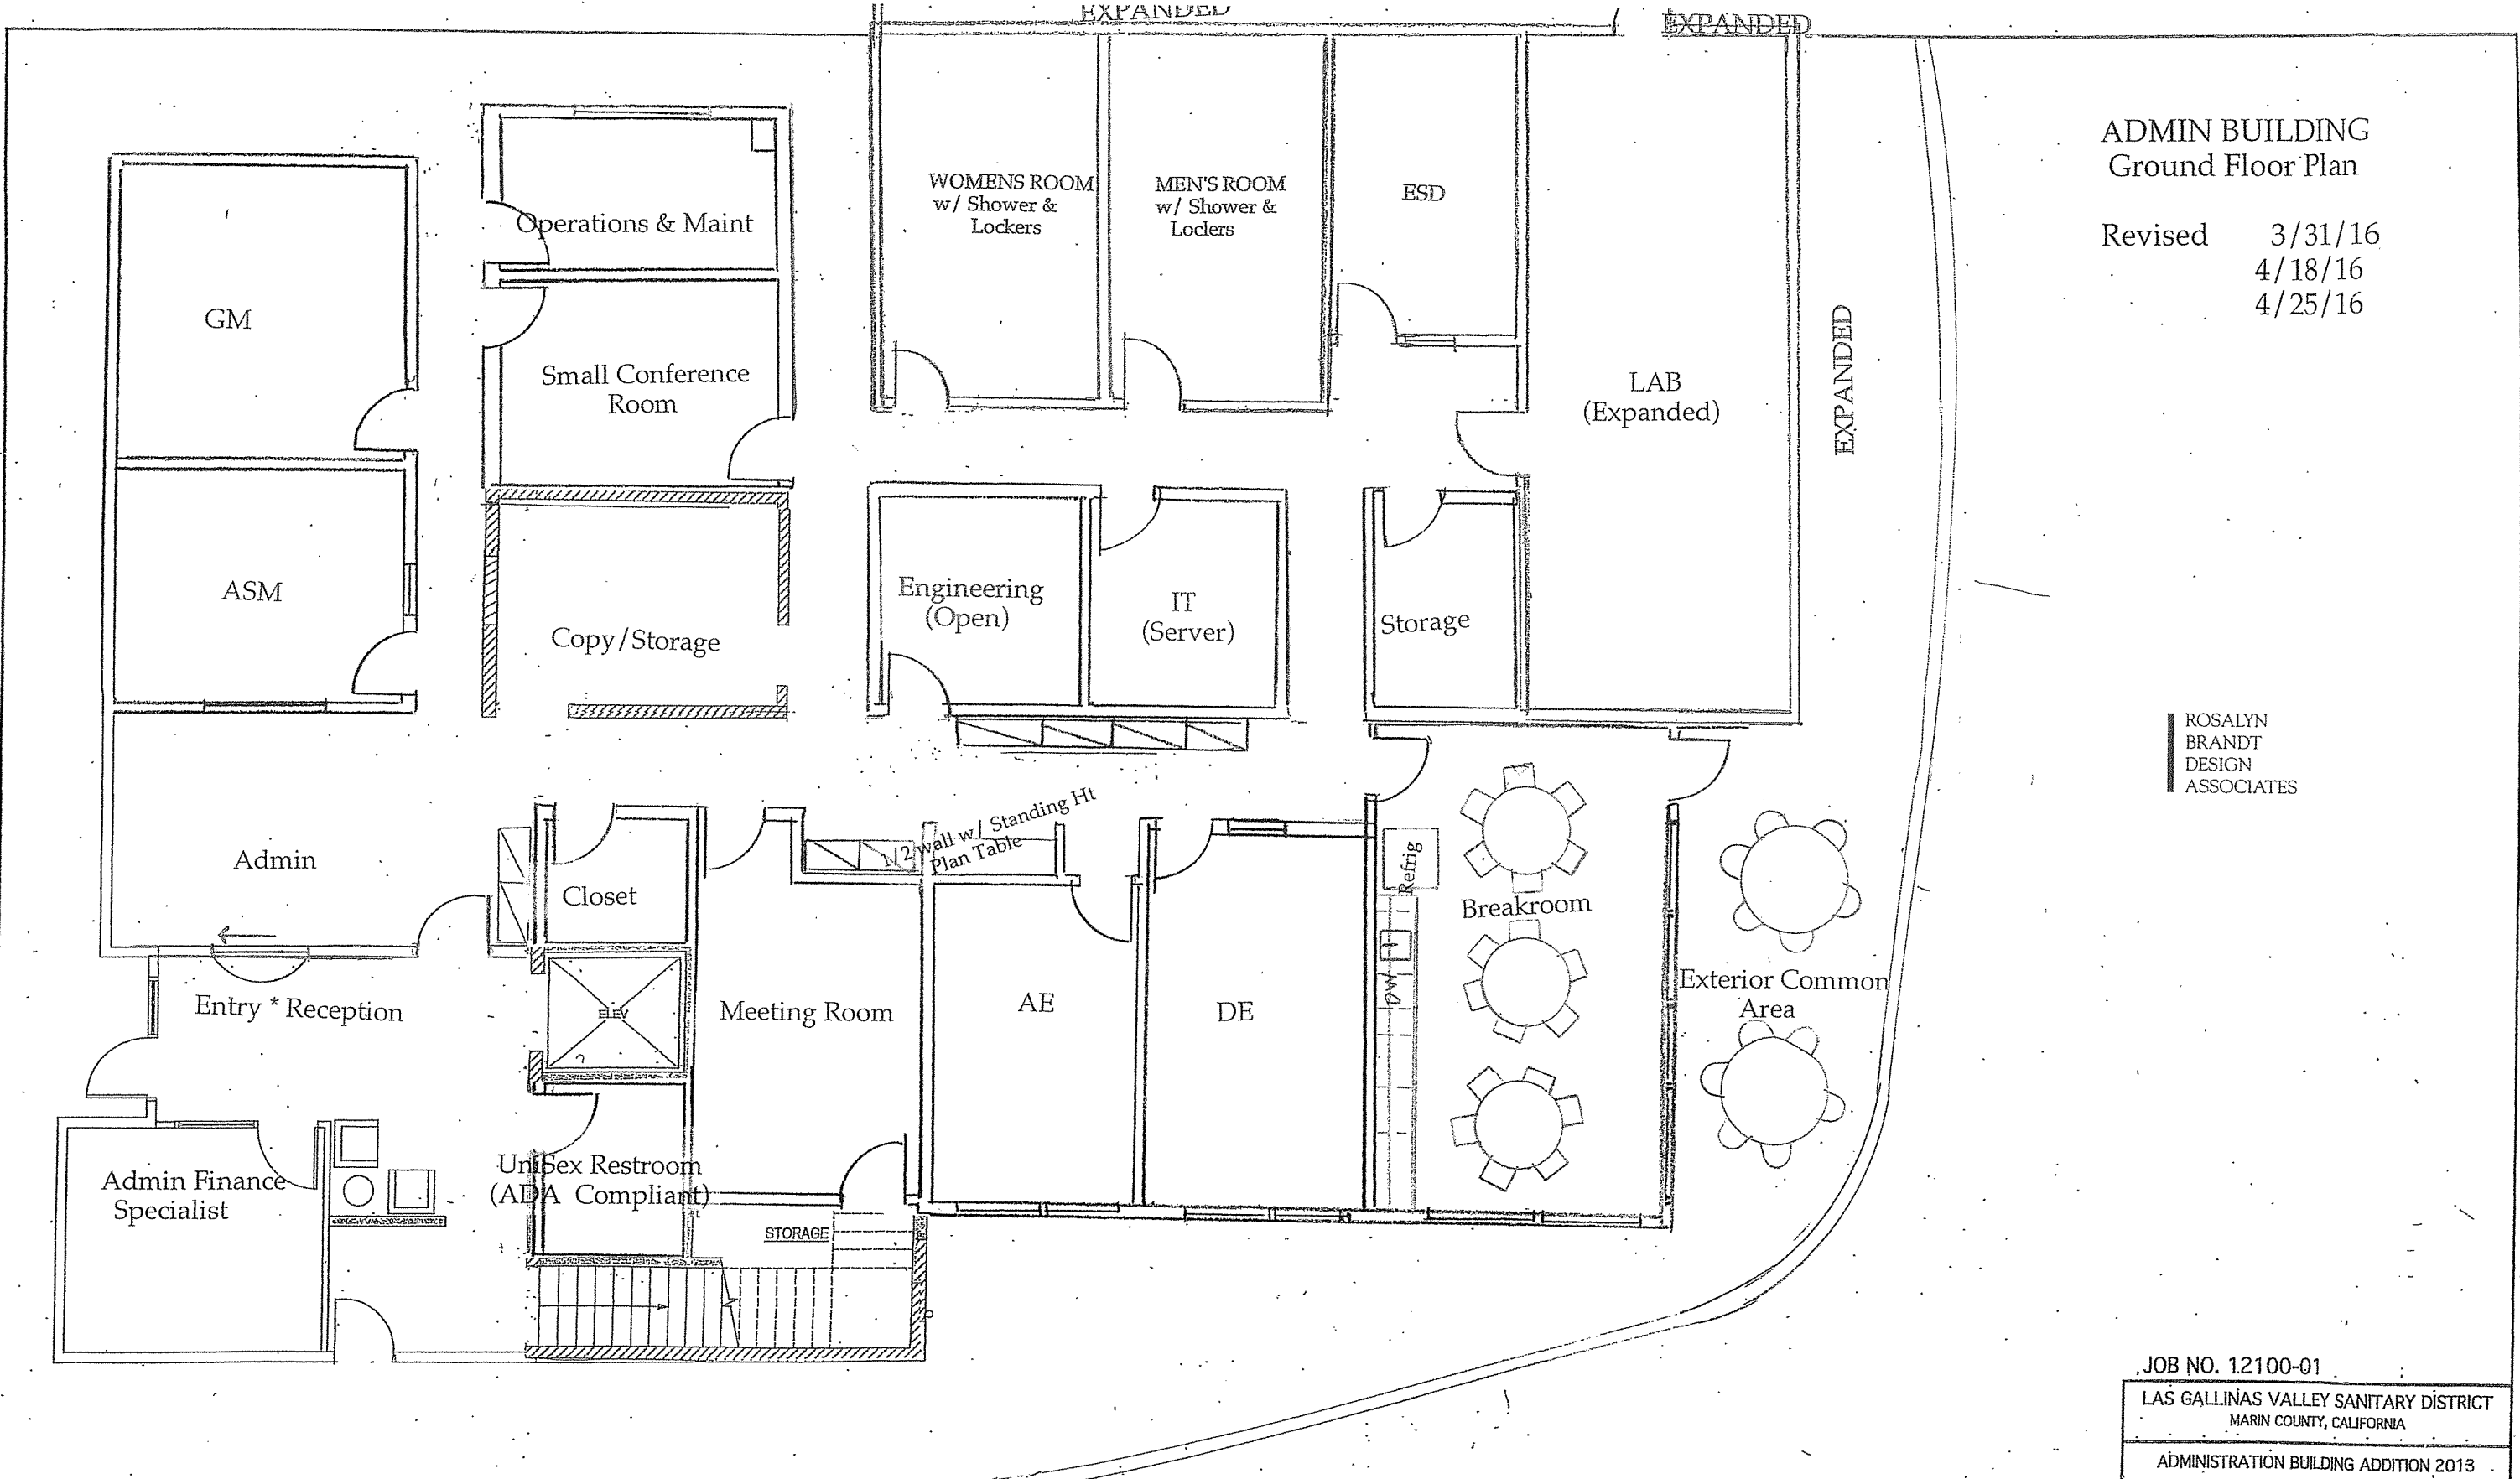 EXPANDED
EXPANDED
ADMIN BUILDING
Ground Floor Plan
Revised 3/31/16
4/18/16
4/25/16
WOMENS ROOM
w/ Shower &
Lockers
MEN'S ROOM
w/ Shower &
Loclers
ESD
Operations & Maint
GM
Small Conference
Room
LAB
(Expanded)
EXPANDED
ASM
Copy/Storage
Engineering
(Open)
IT
(Server)
Storage
ROSALYN
BRANDT
DESIGN
ASSOCIATES
1/2 wall w/ Standing Ht
Plan Table
Admin
Closet
Refrig
Breakroom
DW
Exterior Common
Area
Entry * Reception
ELEV
Meeting Room
AE
DE
Admin Finance
Specialist
UniSex Restroom
(ADA Compliant)
STORAGE
JOB NO. 12100-01
LAS GALLINAS VALLEY SANITARY DISTRICT
MARIN COUNTY, CALIFORNIA
ADMINISTRATION BUILDING ADDITION 2013